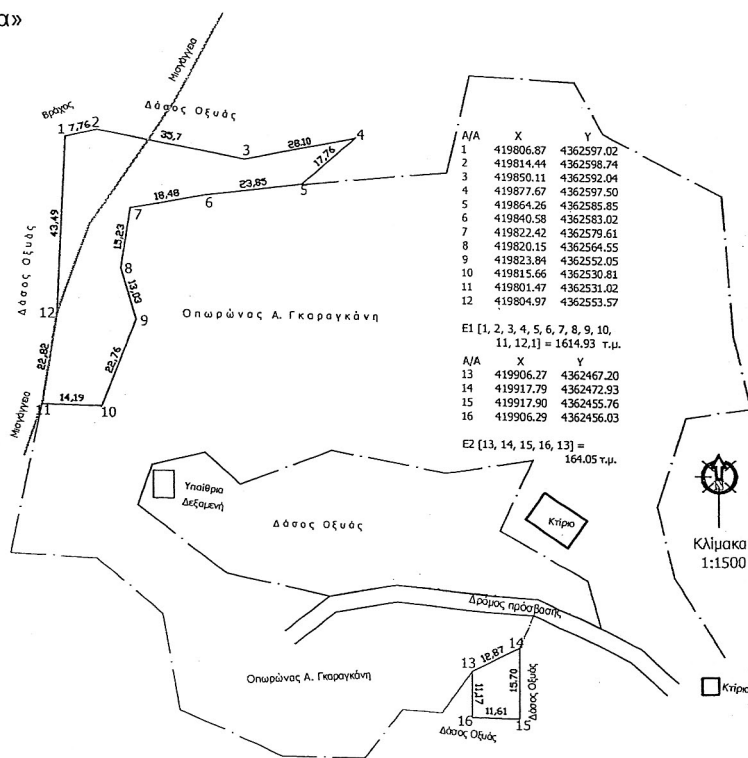 α»
Μισγάγγεια
Βράχος
Δάσος Οξυάς
1 7,76 2
35,7
3
28.10
4
17,76
5
23,85
6
18,48
7
15,23
8
13,03
9
22,76
10
14,19
11
22,82
12
43,49
Δάσος Οξυάς
Μισγάγγεια
Οπωρώνας Α. Γκαραγκάνη
Α/Α X Y
1 419806.87 4362597.02
2 419814.44 4362598.74
3 419850.11 4362592.04
4 419877.67 4362597.50
5 419864.26 4362585.85
6 419840.58 4362583.02
7 419822.42 4362579.61
8 419820.15 4362564.55
9 419823.84 4362552.05
10 419815.66 4362530.81
11 419801.47 4362531.02
12 419804.97 4362553.57
Ε1 [1, 2, 3, 4, 5, 6, 7, 8, 9, 10,
11, 12,1] = 1614.93 τ.μ.
Α/Α X Y
13 419906.27 4362467.20
14 419917.79 4362472.93
15 419917.90 4362455.76
16 419906.29 4362456.03
Ε2 [13, 14, 15, 16, 13] =
164.05 τ.μ.
Υπαίθρια
Δεξαμενή
Δάσος Οξυάς
Κτίριο
Κλίμακα
1:1500
Δρόμος πρόσβασης
Οπωρώνας Α. Γκαραγκάνη
13
12,87
14
11,17
15.70
16
11,61
15
Δάσος Οξυάς
Δάσος Οξυάς
Κτίριο